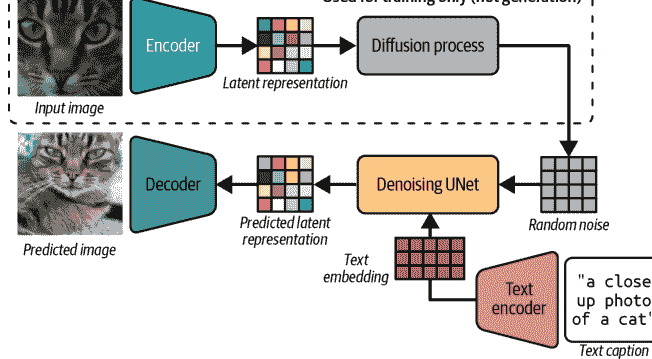 Used for training only (not generation)
Encoder
Diffusion process
Latent representation
Input image
Decoder
Denoising UNet
Predicted latent
representation
Random noise
Predicted image
Text
embedding
Text
encoder
"a close
up photo
of a cat"
Text caption